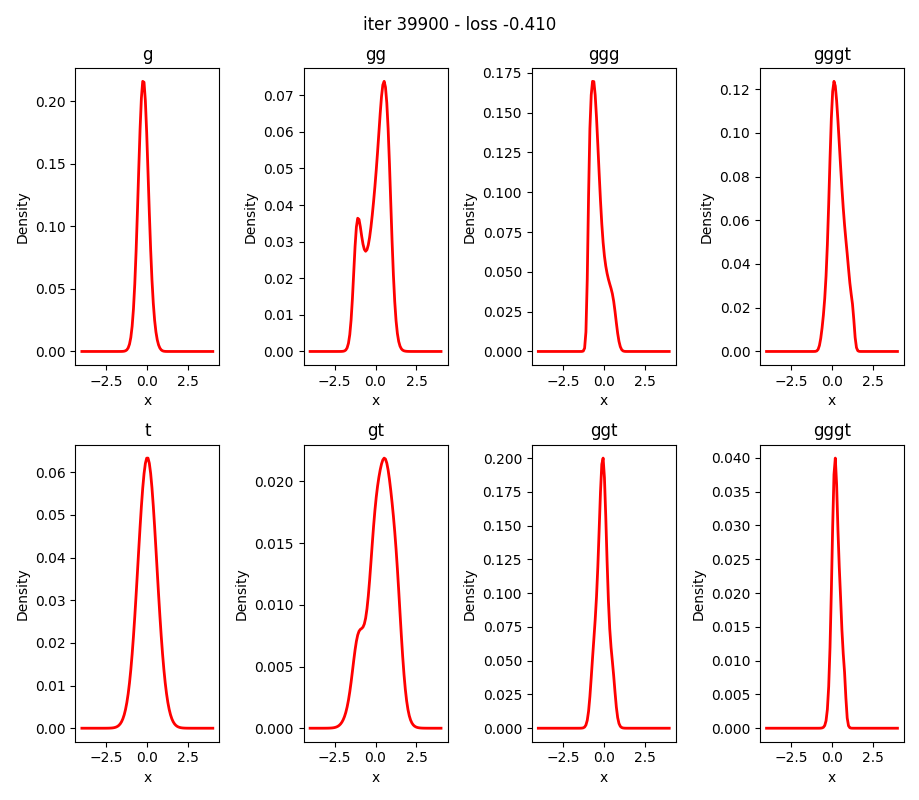 iter 39900 - loss -0.410
g
gg
ggg
gggt
0.20
0.15
0.10
0.05
0.00
Density
−2.5 0.0 2.5
x
0.07
0.06
0.05
0.04
0.03
0.02
0.01
0.00
Density
−2.5 0.0 2.5
x
0.175
0.150
0.125
0.100
0.075
0.050
0.025
0.000
Density
−2.5 0.0 2.5
x
0.12
0.10
0.08
0.06
0.04
0.02
0.00
Density
−2.5 0.0 2.5
x
t
gt
ggt
gggt
0.06
0.05
0.04
0.03
0.02
0.01
0.00
Density
−2.5 0.0 2.5
x
0.020
0.015
0.010
0.005
0.000
Density
−2.5 0.0 2.5
x
0.200
0.175
0.150
0.125
0.100
0.075
0.050
0.025
0.000
Density
−2.5 0.0 2.5
x
0.040
0.035
0.030
0.025
0.020
0.015
0.010
0.005
0.000
Density
−2.5 0.0 2.5
x